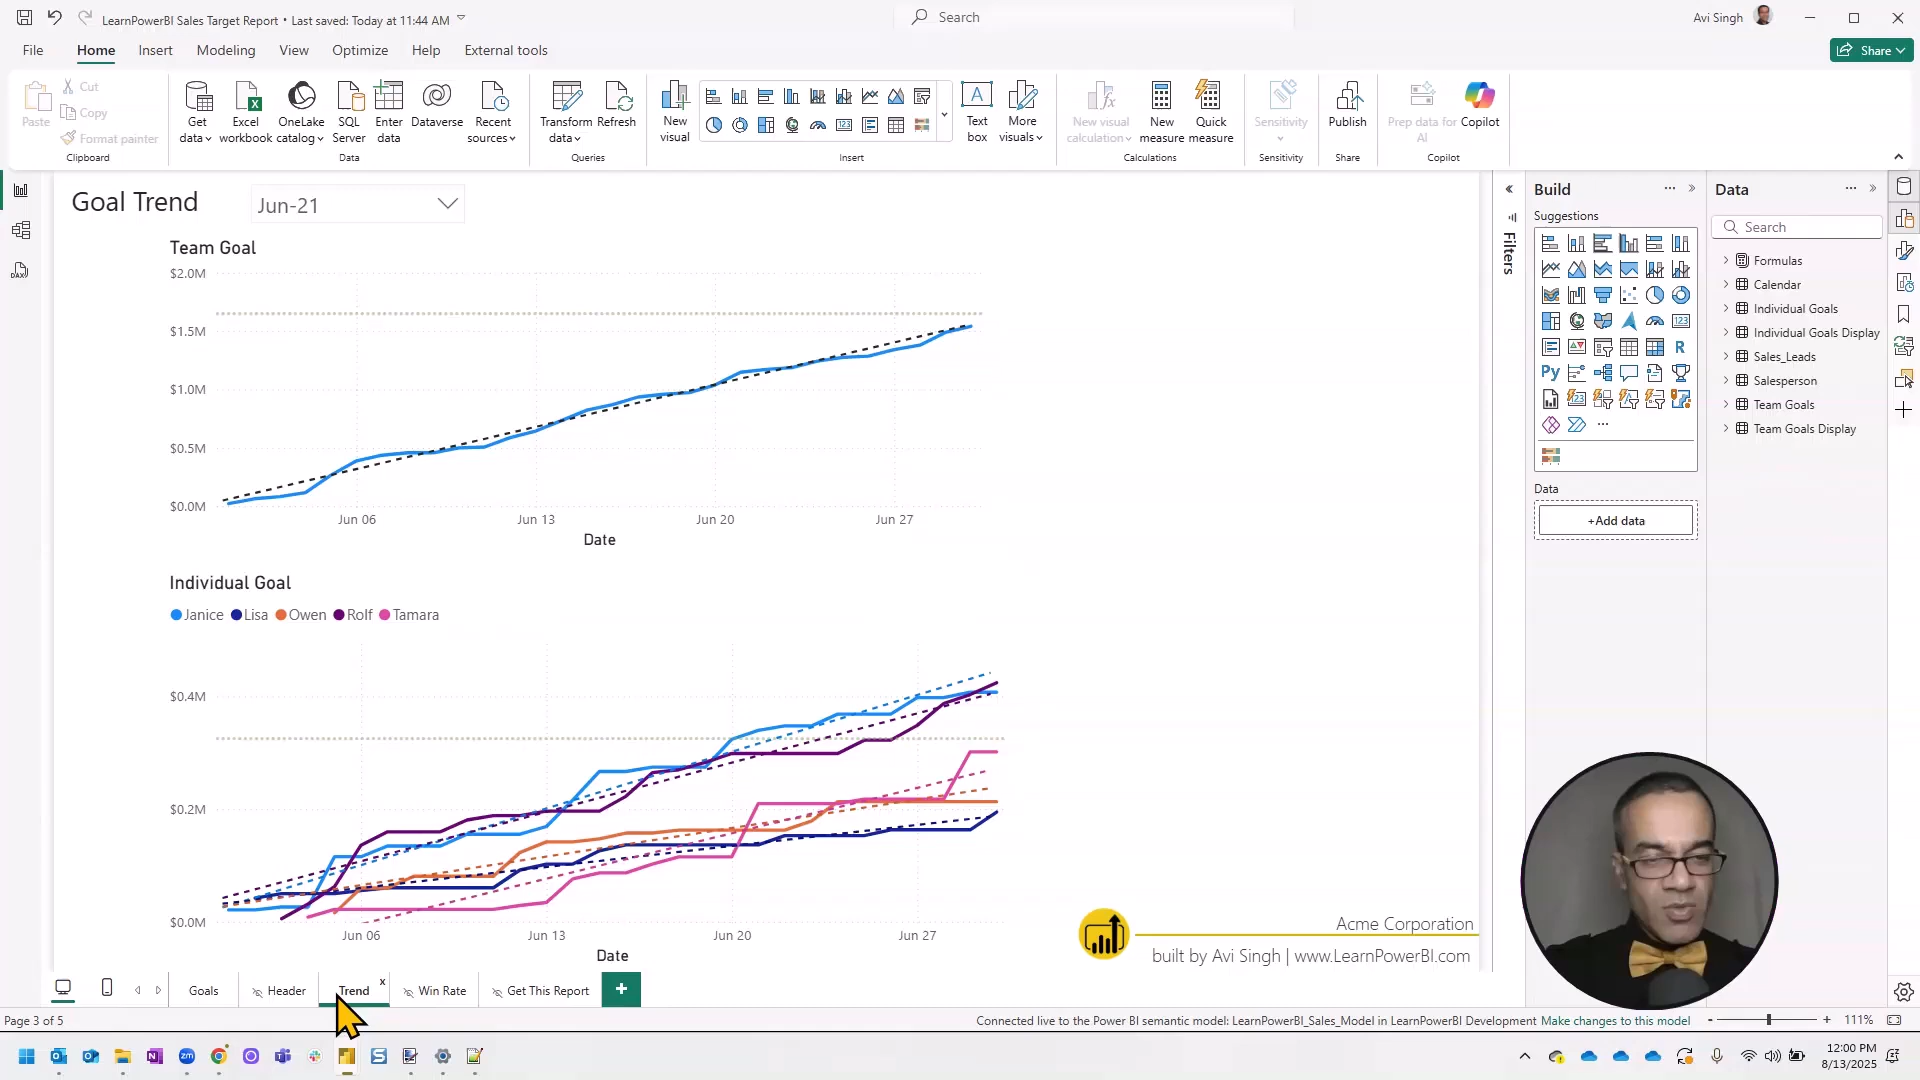 LearnPowerBI Sales Target Report • Last saved: Today at 11:44 AM
Search
Avi Singh
File Home Insert Modeling View Optimize Help External tools
Share
Paste
Cut
Copy
Format painter
Clipboard
Get data
Excel workbook
OneLake catalog
SQL Server
Enter data
Dataverse
Recent sources
Data
Transform data
Refresh
Queries
New visual
Text box
More visuals
Insert
New visual calculation
New measure
Quick measure
Calculations
Sensitivity
Sensitivity
Publish
Share
Prep data for AI
Copilot
Copilot
Goal Trend
Jun-21
Team Goal
$2.0M
$1.5M
$1.0M
$0.5M
$0.0M
Jun 06 Jun 13 Jun 20 Jun 27
Date
Individual Goal
Janice Lisa Owen Rolf Tamara
$0.4M
$0.2M
$0.0M
Jun 06 Jun 13 Jun 20 Jun 27
Date
Acme Corporation
built by Avi Singh | www.LearnPowerBI.com
Filters
Build
Suggestions
R
Py
123
Data
+Add data
Data
Search
Formulas
Calendar
Individual Goals
Individual Goals Display
Sales_Leads
Salesperson
Team Goals
Team Goals Display
Goals Header Trend x Win Rate Get This Report +
Page 3 of 5
Connected live to the Power BI semantic model: LearnPowerBI_Sales_Model in LearnPowerBI Development Make changes to this model
- + 111%
12:00 PM
8/13/2025